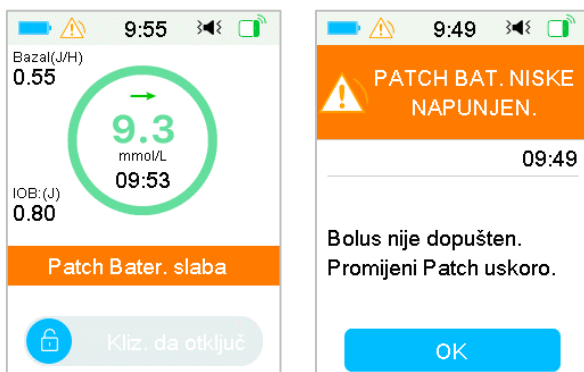 9:55
Bazal(J/H)
0.55
9.3
mmol/L
09:53
IOB:(J)
0.80
Patch Bater. slaba
Kliz. da otključ
9:49
PATCH BAT. NISKE
NAPUNJEN.
09:49
Bolus nije dopušten.
Promijeni Patch uskoro.
OK